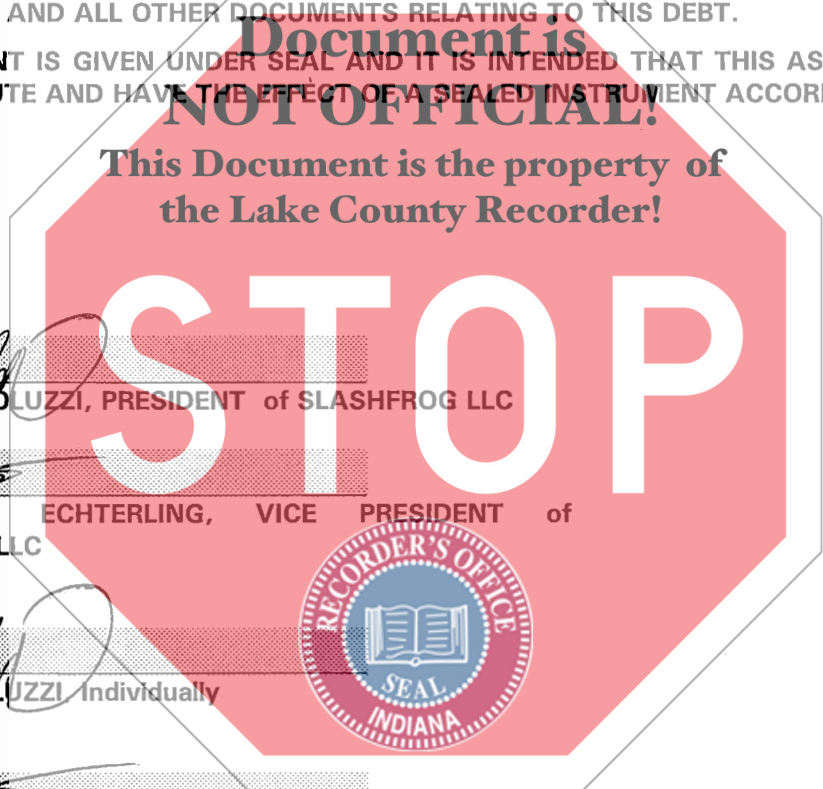 AND ALL OTHER DOCUMENTS RELATING TO THIS DEBT.
Document is
IS GIVEN UNDER SEAL AND IT IS INTENDED THAT THIS AS
AND HAVE THE EFFECT OF A SEALED INSTRUMENT
NOT OFFICIAL!
This Document is the property of
the Lake County Recorder!
STOP
LUZZI, PRESIDENT of SLASHFROG LLC
ECHTERLING, VICE PRESIDENT of
LLC
RECORDER'S OFFICE
SEAL
INDIANA
UZZI, Individually